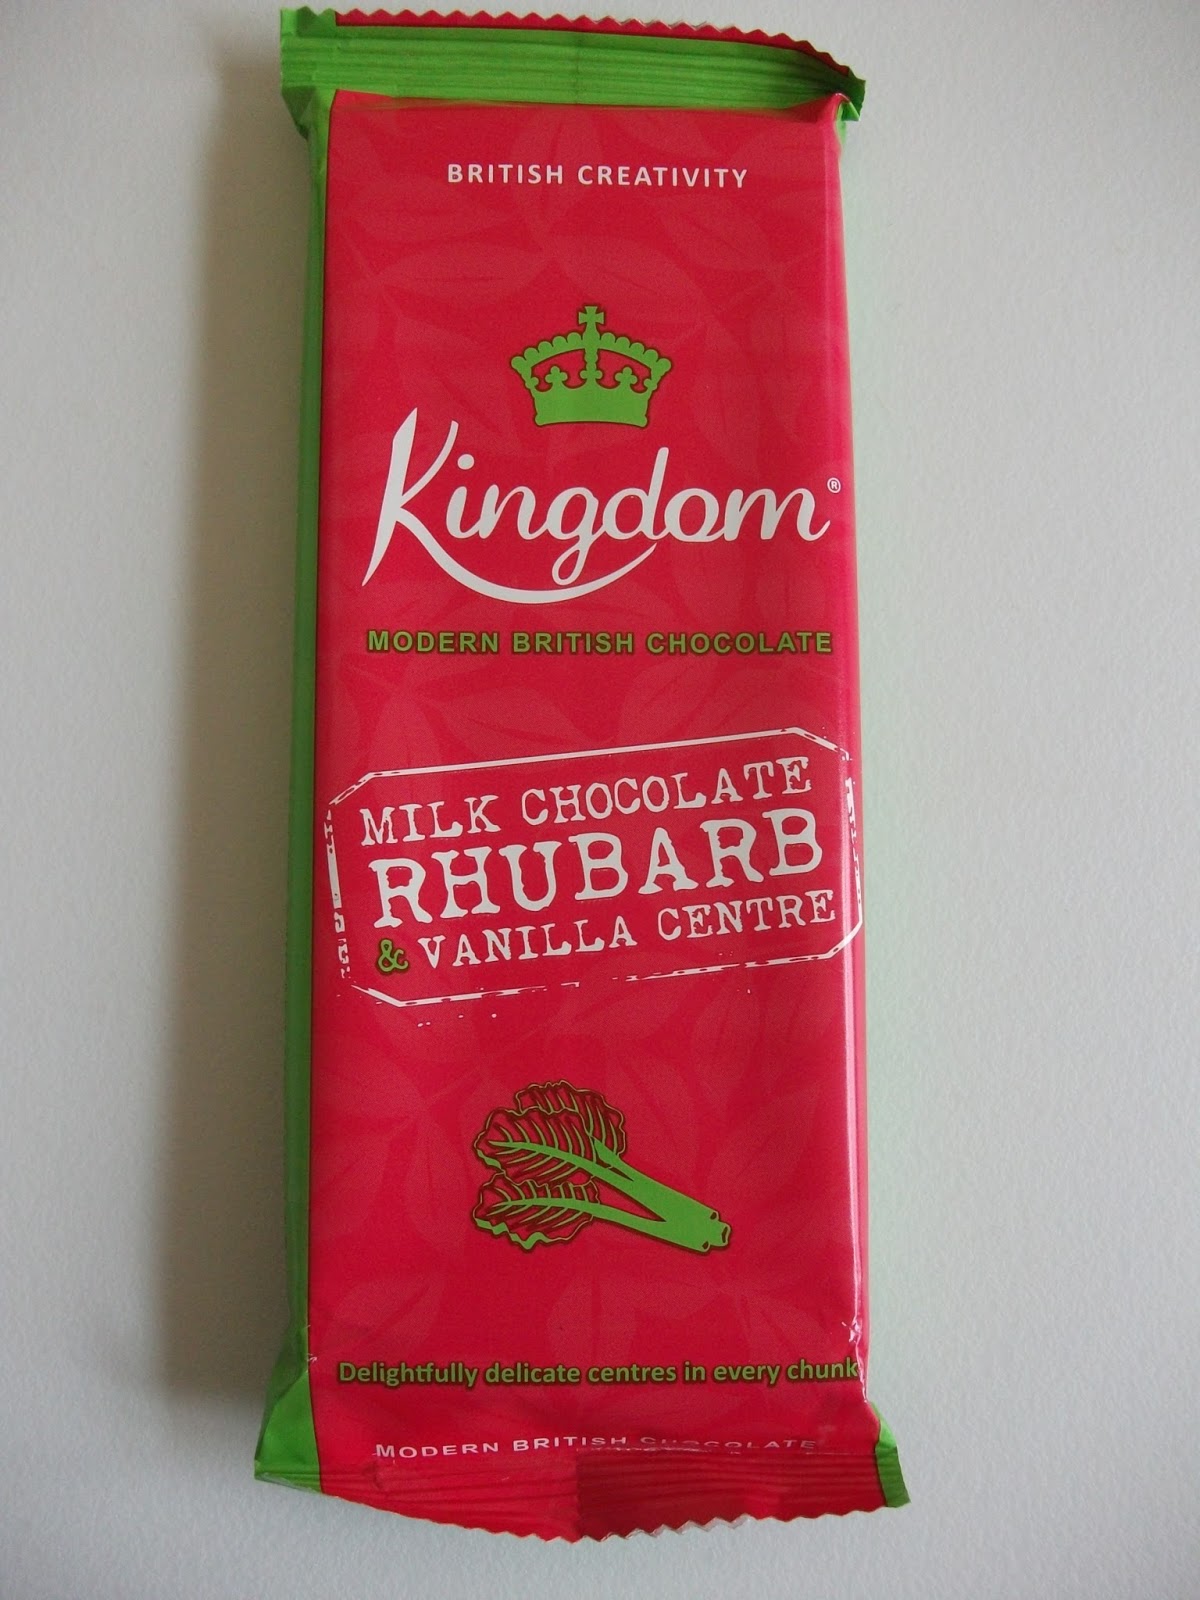 BRITISH CREATIVITY
Kingdom®
MODERN BRITISH CHOCOLATE
MILK CHOCOLATE
RHUBARB
& VANILLA CENTRE
Delightfully delicate centres in every chunk
MODERN BRITISH CHOCOLATE